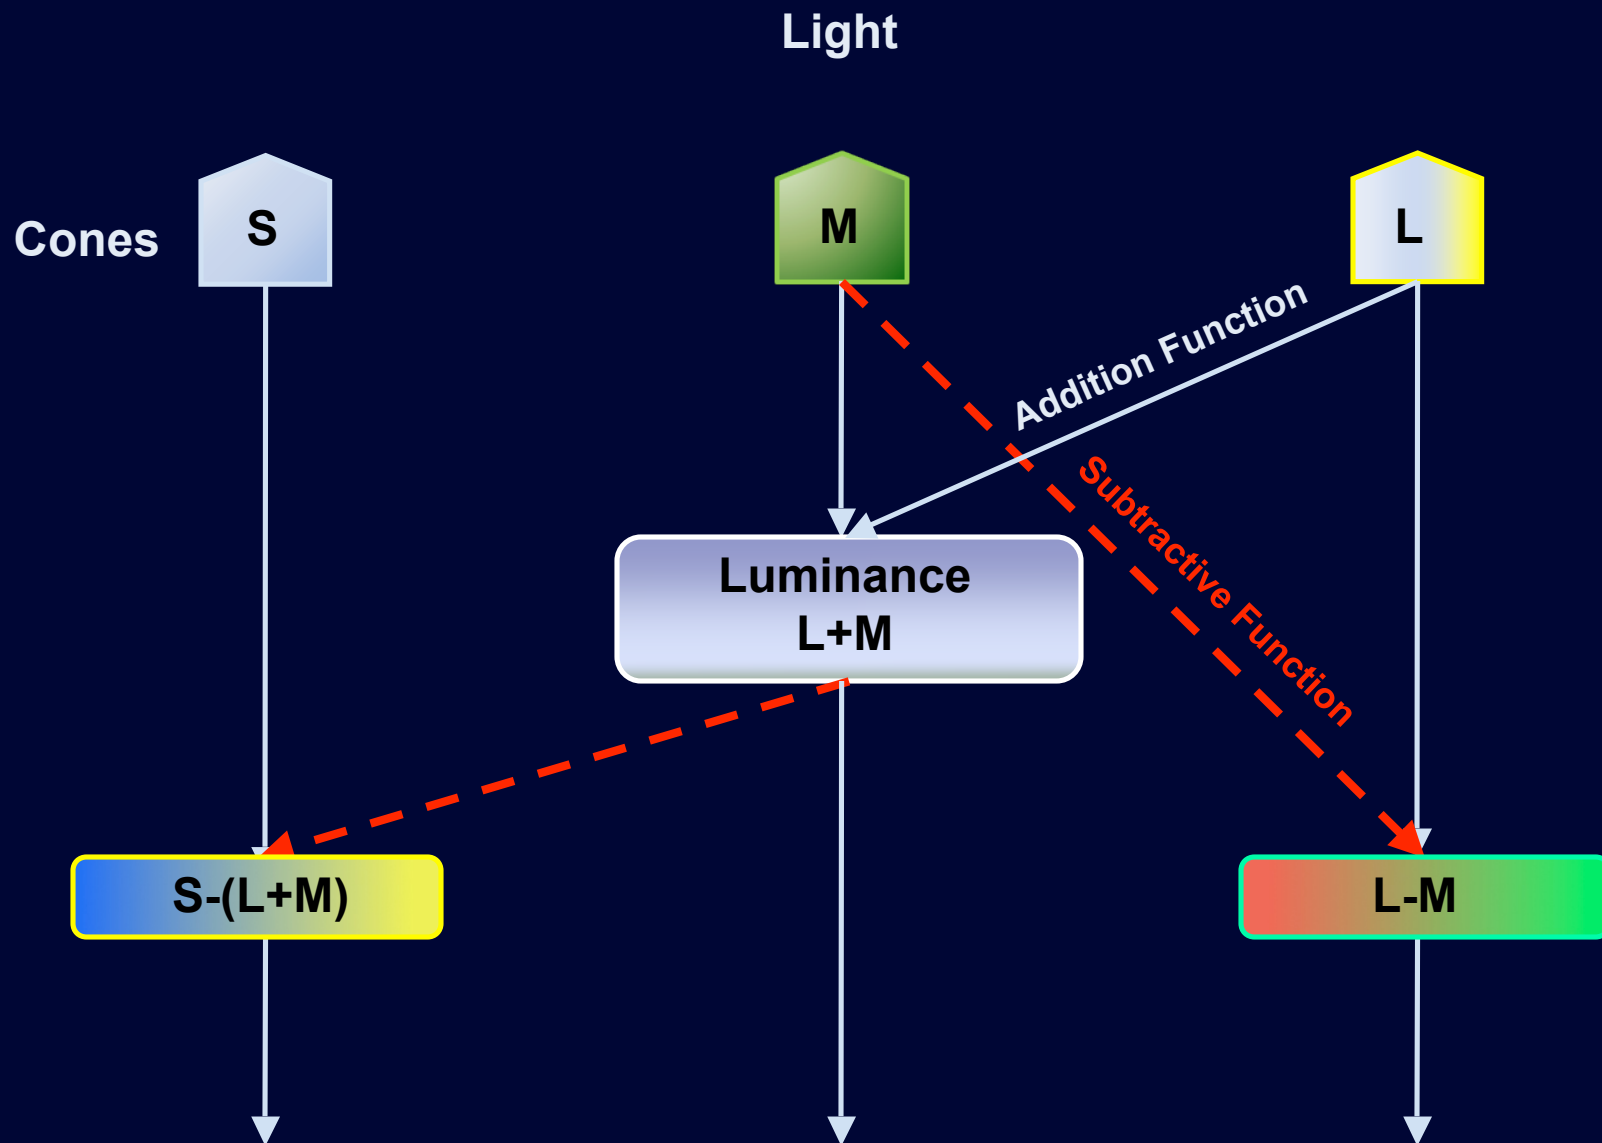 Light
Cones
S
M
L
Addition Function
Subtractive Function
Luminance
L+M
S-(L+M)
L-M